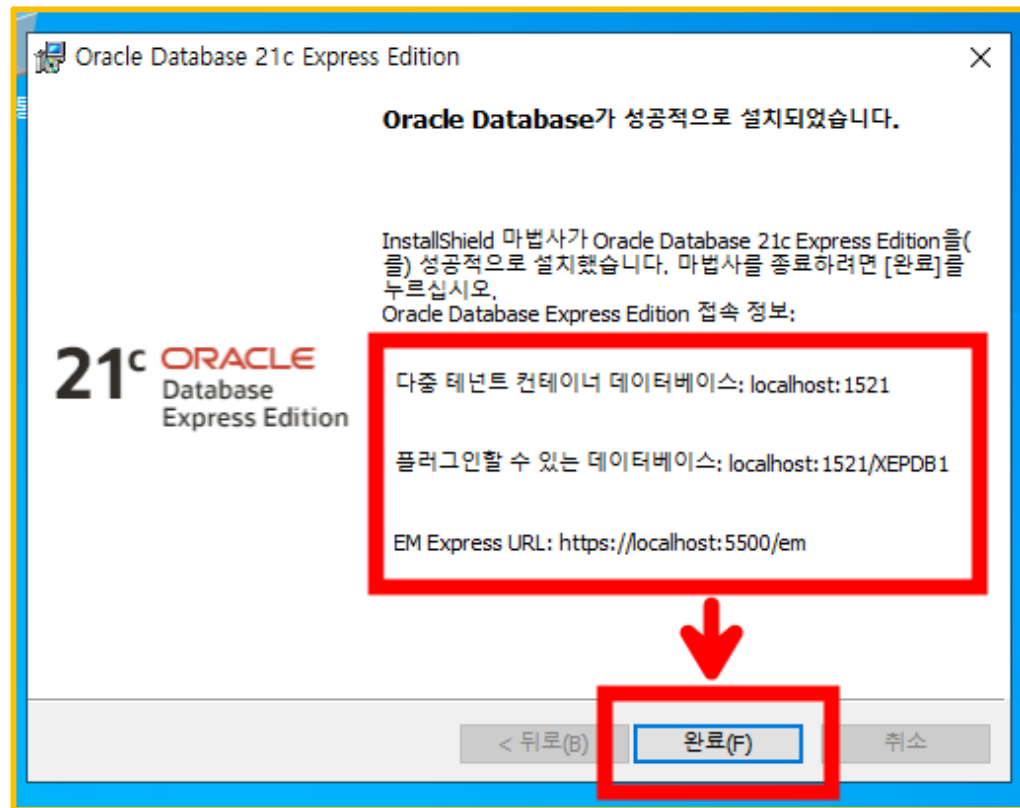 Oracle Database 21c Express Edition
Oracle Database가 성공적으로 설치되었습니다.
InstallShield 마법사가 Oracle Database 21c Express Edition을(
를) 성공적으로 설치했습니다. 마법사를 종료하려면 [완료]를
누르십시오.
Oracle Database Express Edition 접속 정보:
21c ORACLE
Database
Express Edition
다중 테넌트 컨테이너 데이터베이스: localhost:1521
플러그인할 수 있는 데이터베이스: localhost:1521/XEPDB1
EM Express URL: https://localhost:5500/em
< 뒤로(B)
완료(F)
취소